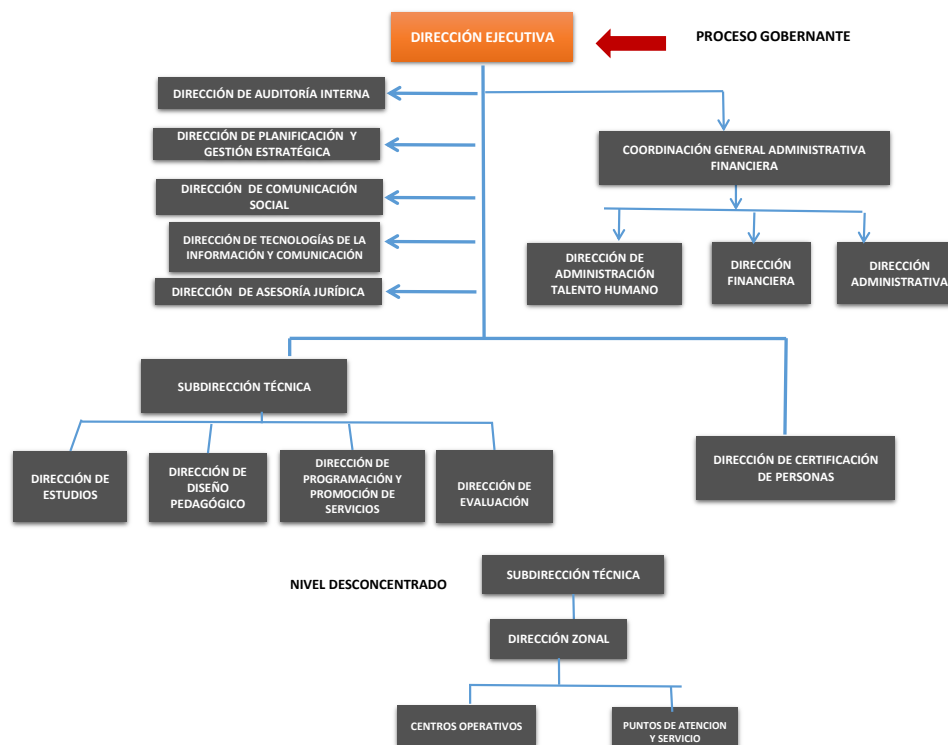 DIRECCIÓN EJECUTIVA
PROCESO GOBERNANTE
DIRECCIÓN DE AUDITORÍA INTERNA
DIRECCIÓN DE PLANIFICACIÓN Y
GESTIÓN ESTRATÉGICA
DIRECCIÓN DE COMUNICACIÓN
SOCIAL
DIRECCIÓN DE TECNOLOGÍAS DE LA
INFORMACIÓN Y COMUNICACIÓN
DIRECCIÓN DE ASESORÍA JURÍDICA
COORDINACIÓN GENERAL ADMINISTRATIVA
FINANCIERA
DIRECCIÓN DE
ADMINISTRACIÓN
TALENTO HUMANO
DIRECCIÓN
FINANCIERA
DIRECCIÓN
ADMINISTRATIVA
SUBDIRECCIÓN TÉCNICA
DIRECCIÓN DE
ESTUDIOS
DIRECCIÓN DE
DISEÑO
PEDAGÓGICO
DIRECCIÓN DE
PROGRAMACIÓN Y
PROMOCIÓN DE
SERVICIOS
DIRECCIÓN DE
EVALUACIÓN
DIRECCIÓN DE CERTIFICACIÓN
DE PERSONAS
NIVEL DESCONCENTRADO
SUBDIRECCIÓN TÉCNICA
DIRECCIÓN ZONAL
CENTROS OPERATIVOS
PUNTOS DE ATENCION
Y SERVICIO